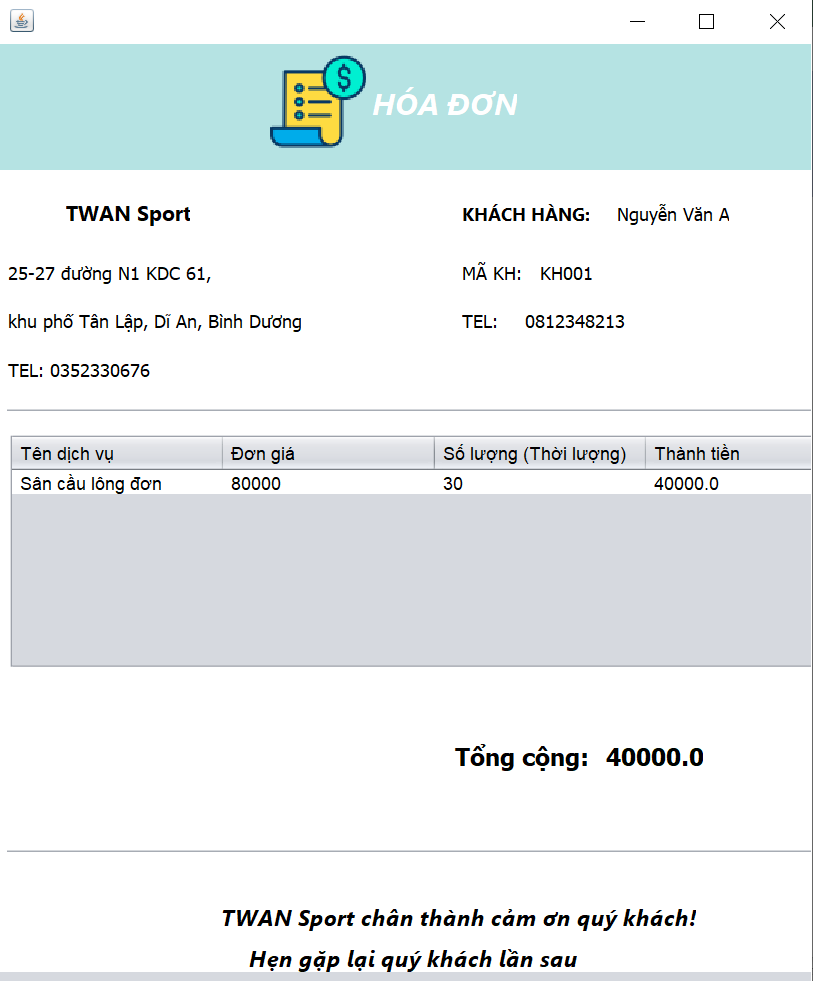 $
HÓA ĐƠN
TWAN Sport
KHÁCH HÀNG: Nguyễn Văn A
25-27 đường N1 KDC 61,
MÃ KH: KH001
khu phố Tân Lập, Dĩ An, Bình Dương
TEL: 0812348213
TEL: 0352330676
Tên dịch vụ Đơn giá Số lượng (Thời lượng) Thành tiền
Sân cầu lông đơn 80000 30 40000.0
Tổng cộng: 40000.0
TWAN Sport chân thành cảm ơn quý khách!
Hẹn gặp lại quý khách lần sau